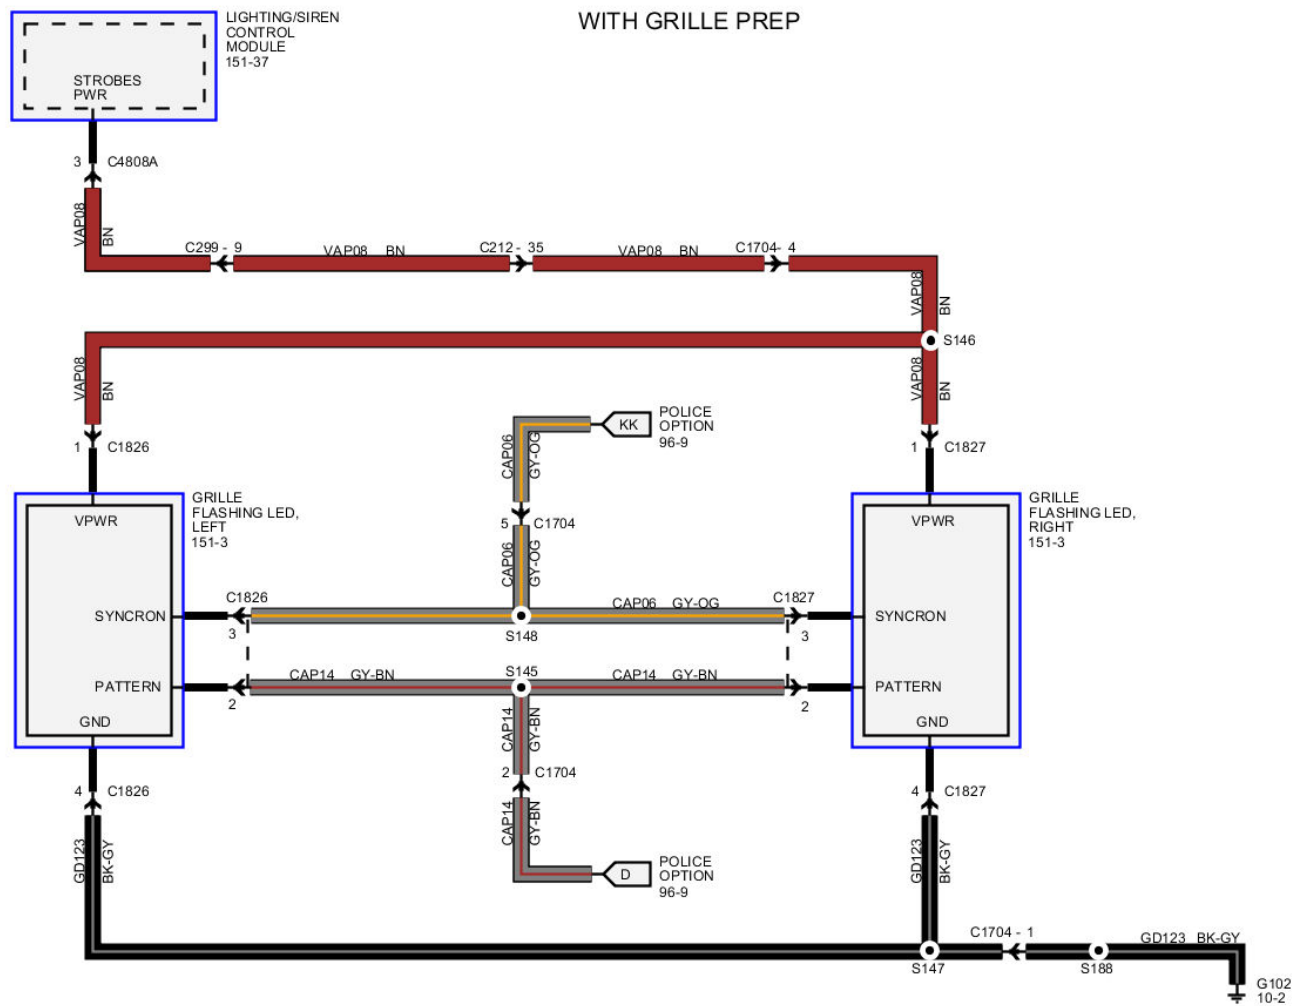 LIGHTING/SIREN
CONTROL
MODULE
151-37
WITH GRILLE PREP
STROBES
PWR
3 C4808A
VAP08 BN
C299 - 9
VAP08 BN
C212 - 35
VAP08 BN
C1704- 4
VAP08 BN
S146
VAP08 BN
VAP08 BN
1 C1826
1 C1827
KK
POLICE
OPTION
96-9
CAP06 GY-OG
5 C1704
CAP06 GY-OG
GRILLE
FLASHING LED,
LEFT
151-3
GRILLE
FLASHING LED,
RIGHT
151-3
VPWR
VPWR
C1826
CAP06 GY-OG
C1827
SYNCRON
3
S148
3
SYNCRON
CAP14 GY-BN
S145
CAP14 GY-BN
PATTERN
2
2
PATTERN
GND
GND
CAP14 GY-BN
2 C1704
4 C1826
4 C1827
CAP14 GY-BN
D
POLICE
OPTION
96-9
GD123 BK-GY
GD123 BK-GY
C1704 - 1
GD123 BK-GY
S147
S188
G102
10-2